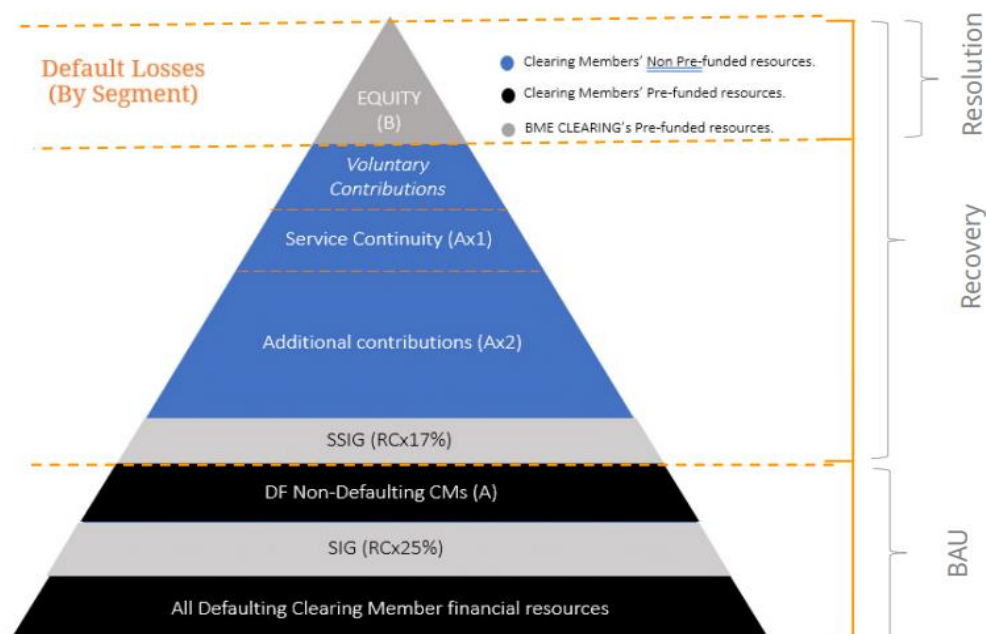 Default Losses
(By Segment)
Clearing Members' Non Pre-funded resources.
Clearing Members' Pre-funded resources.
BME CLEARING's Pre-funded resources.
EQUITY
(B)
Voluntary
Contributions
Service Continuity (Ax1)
Additional contributions (Ax2)
SSIG (RCx17%)
DF Non-Defaulting CMs (A)
SIG (RCx25%)
All Defaulting Clearing Member financial resources
Resolution
Recovery
BAU